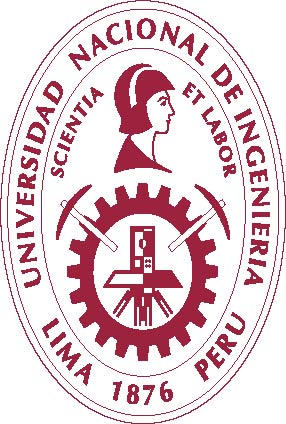 UNIVERSIDAD NACIONAL DE INGENIERIA
SCIENTIA ET LABOR
LIMA 1876 PERU